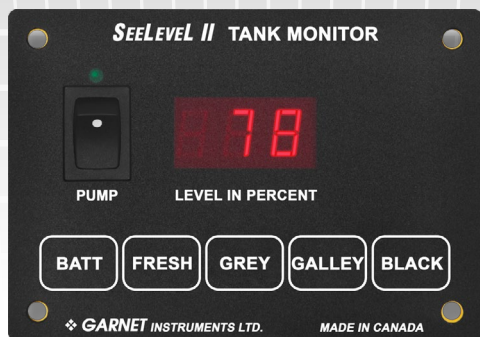 SEELEVEL II TANK MONITOR
78
PUMP
LEVEL IN PERCENT
BATT FRESH GREY GALLEY BLACK
❖ GARNET INSTRUMENTS LTD. MADE IN CANADA